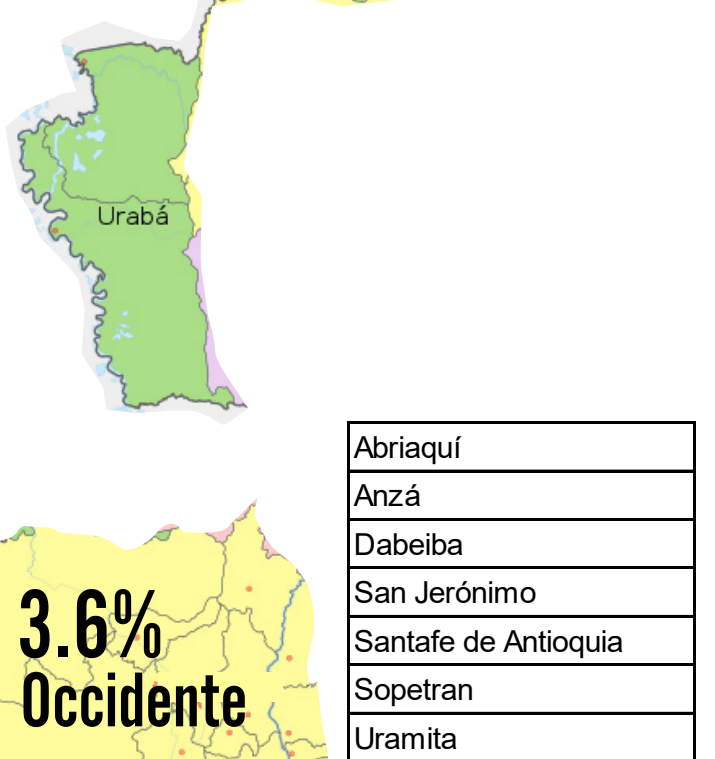 Urabá
3.6%
Occidente
Abriaquí
Anzá
Dabeiba
San Jerónimo
Santafe de Antioquia
Sopetran
Uramita